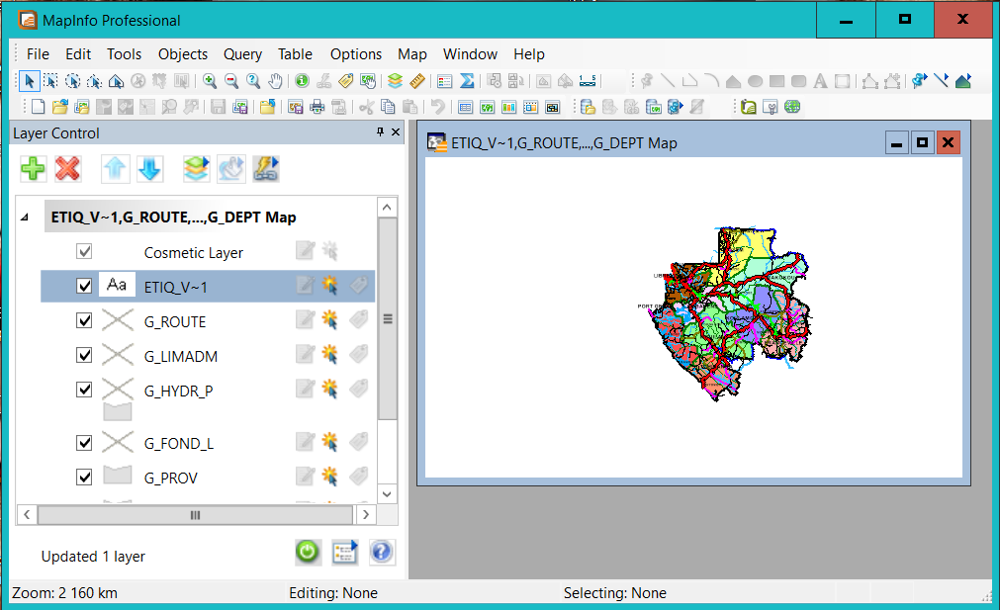 MapInfo Professional
File Edit Tools Objects Query Table Options Map Window Help
Layer Control
ETIQ_V~1,G_ROUTE,...,G_DEPT Map
Cosmetic Layer
Aa ETIQ_V~1
G_ROUTE
G_LIMADM
G_HYDR_P
G_FOND_L
G_PROV
Updated 1 layer
ETIQ_V~1,G_ROUTE,...,G_DEPT Map
Zoom: 2 160 km Editing: None Selecting: None